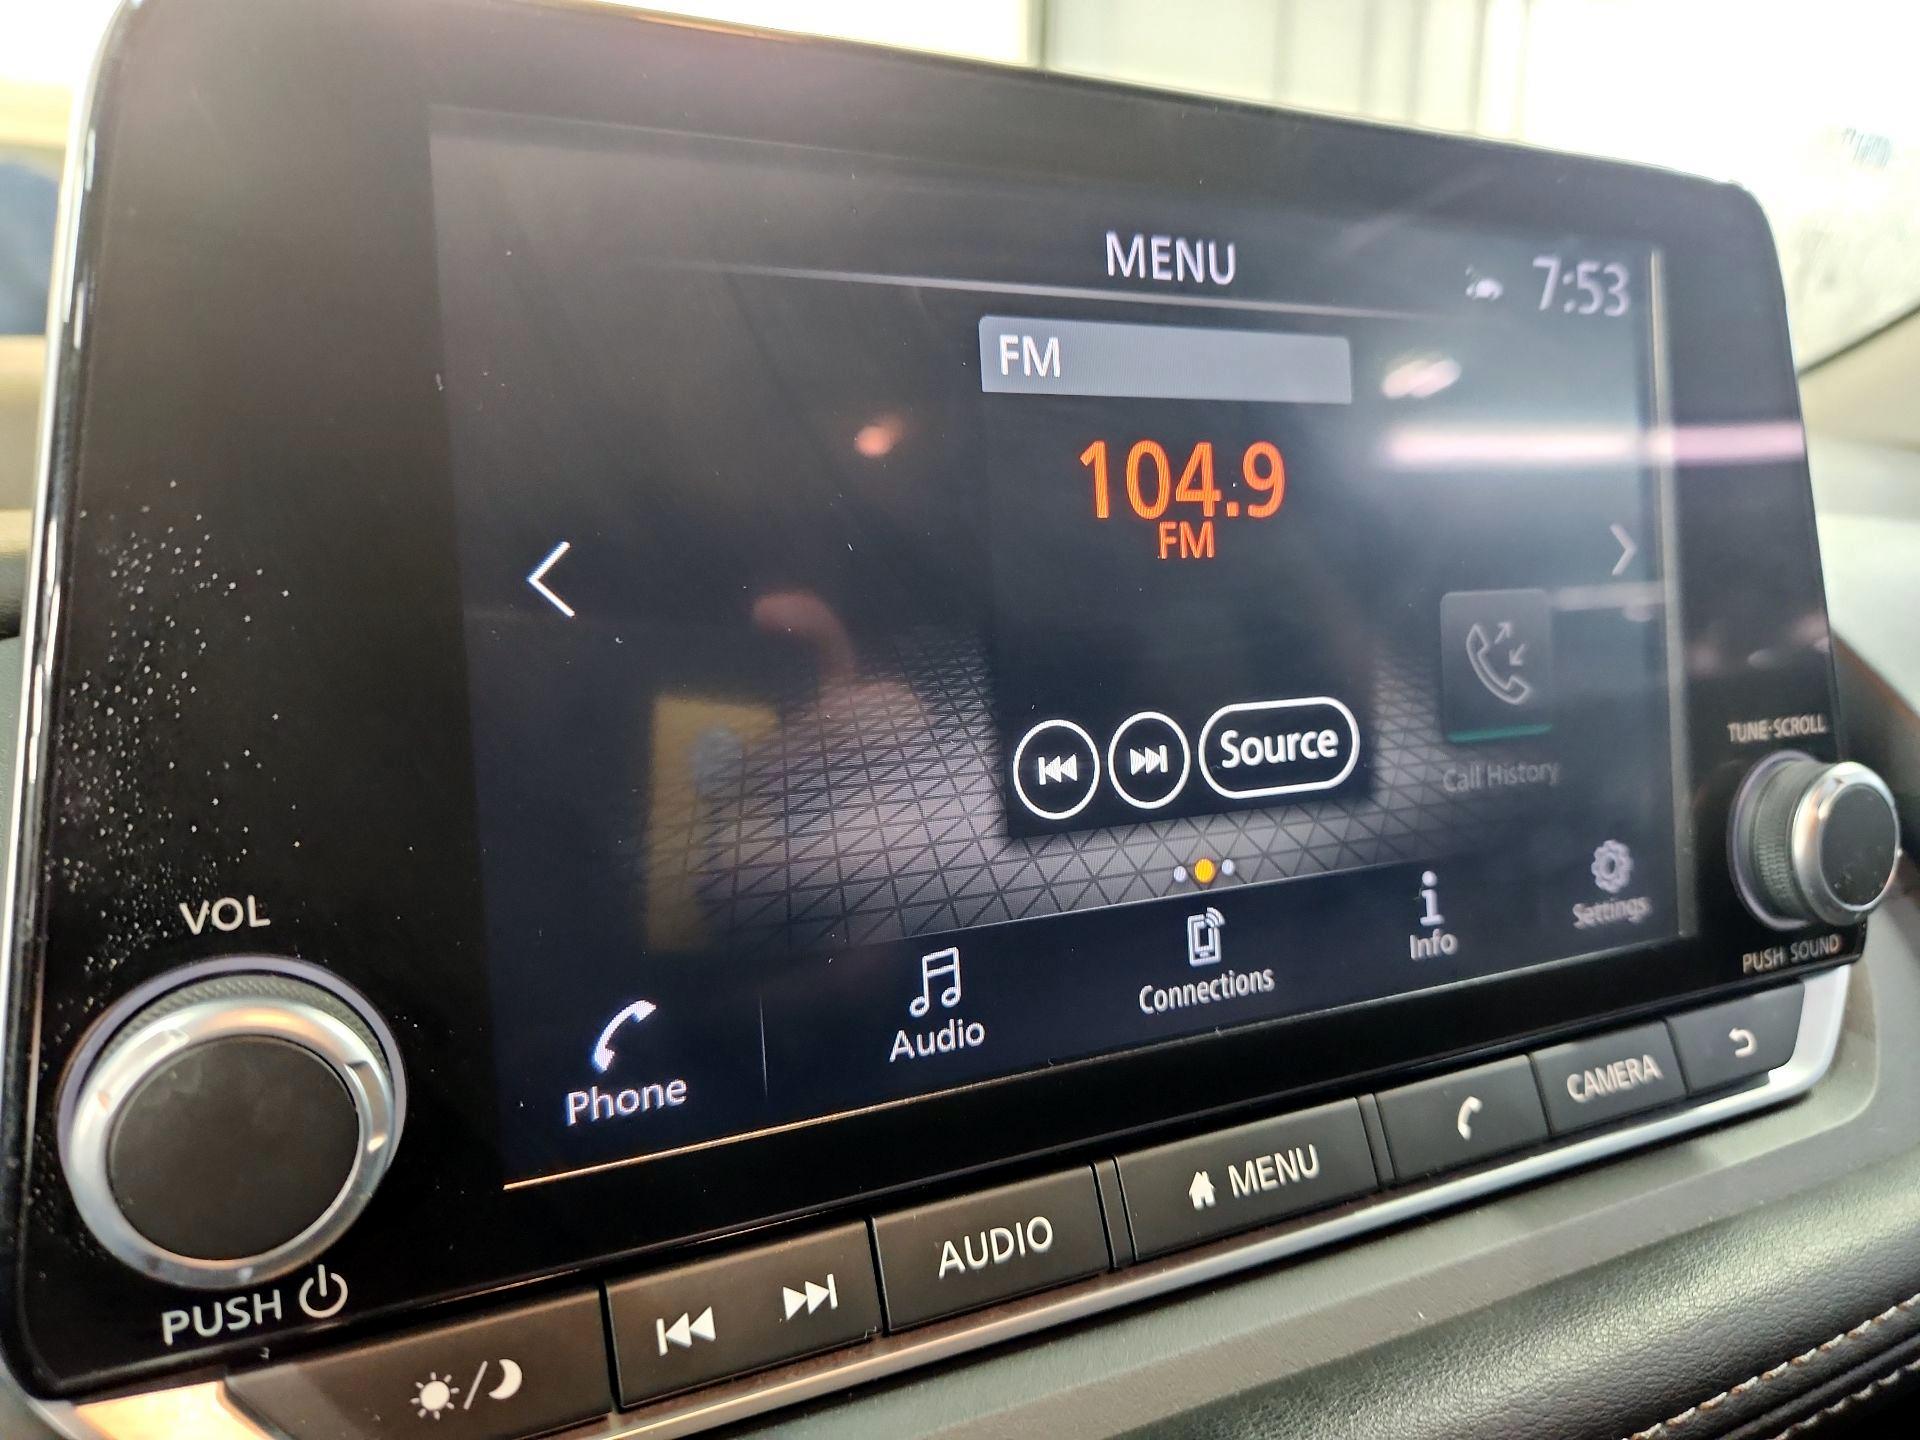 MENU
7:53
FM
104.9
FM
Source
Call History
TUNE·SCROLL
PUSH SOUND
Phone
Audio
Connections
Info
Settings
VOL
PUSH
AUDIO
MENU
CAMERA